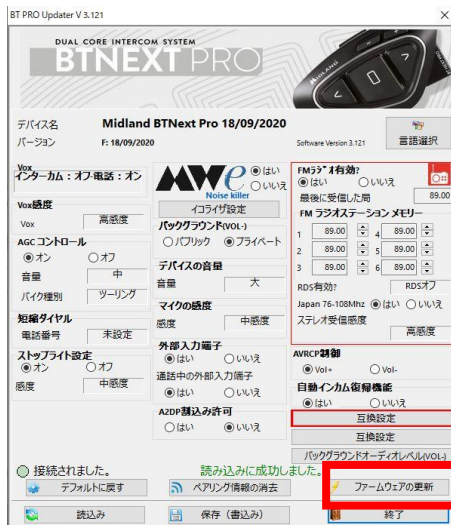 BT PRO Updater V 3.121
DUAL CORE INTERCOM SYSTEM
BTNEXT PRO
MIDLAND
デバイス名 Midland BTNext Pro 18/09/2020
バージョン F: 18/09/2020 Software Version 3.121 言語選択
Vox
インターカム：オフ 電話：オン
Vox感度
Vox 高感度
AGC コントロール
オン オフ
音量 中
バイク種別 ツーリング
短縮ダイヤル
電話番号 未設定
ストップライト設定
オン オフ
感度 中感度
MWe はい
Noise killer いいえ
イコライザ設定
バックグラウンド(VOL-)
パブリック プライベート
デバイスの音量
音量 大
マイクの感度
感度 中感度
外部入力端子
はい いいえ
通話中の外部入力端子
はい いいえ
A2DP割込み許可
はい いいえ
FMラジオ有効?
はい いいえ
最後に受信した局 89.00
FM ラジオステーション メモリー
1 89.00 4 89.00
2 89.00 5 89.00
3 89.00 6 89.00
RDS有効? RDSオフ
Japan 76-108Mhz はい いいえ
ステレオ受信感度
高感度
AVRCP制御
Vol+ Vol-
自動インカム復帰機能
はい いいえ
互換設定
互換設定
バックグラウンドオーディオレベル(VOL-)
接続されました。 読み込みに成功しました。
デフォルトに戻す ペアリング情報の消去 ファームウェアの更新
読込み 保存（書込み） 終了